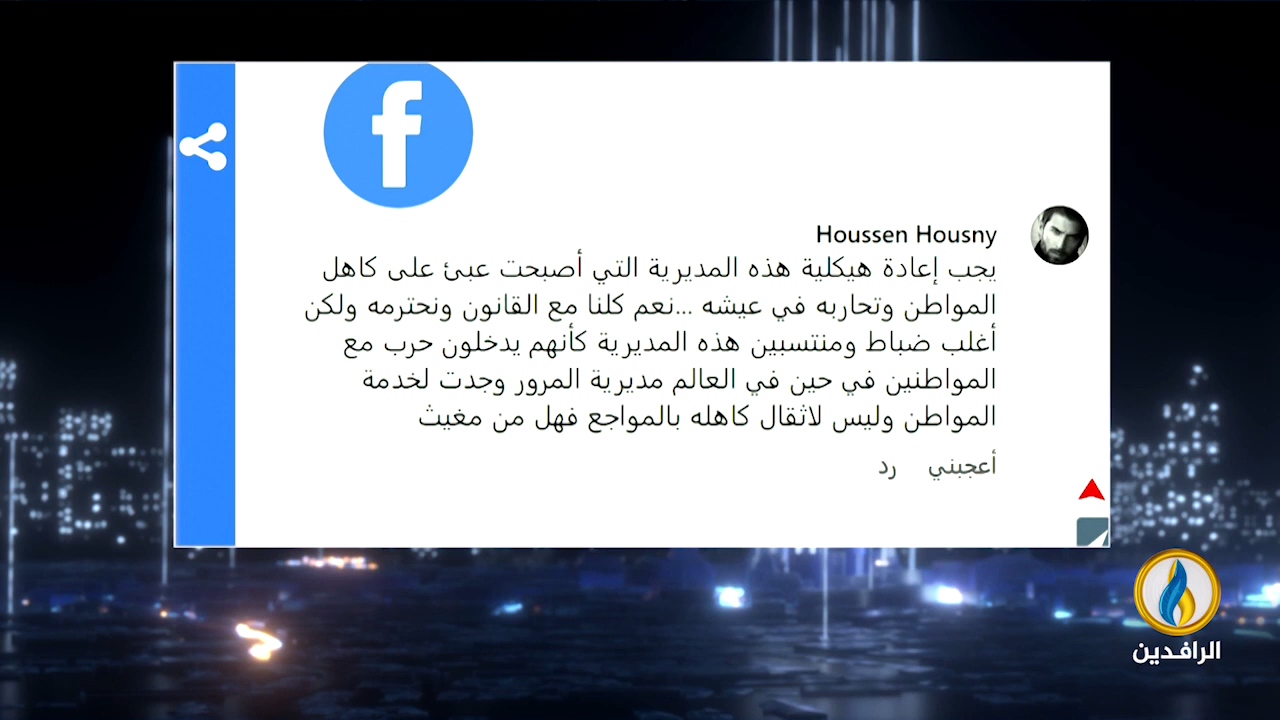 f
Houssen Housny
يجب إعادة هيكلية هذه المديرية التي أصبحت عبئ على كاهل
المواطن وتحاربه في عيشه ...نعم كلنا مع القانون ونحترمه ولكن
أغلب ضباط ومنتسبين هذه المديرية كأنهم يدخلون حرب مع
المواطنين في حين في العالم مديرية المرور وجدت لخدمة
المواطن وليس لاثقال كاهله بالمواجع فهل من مغيث
أعجبني رد
الرافدين